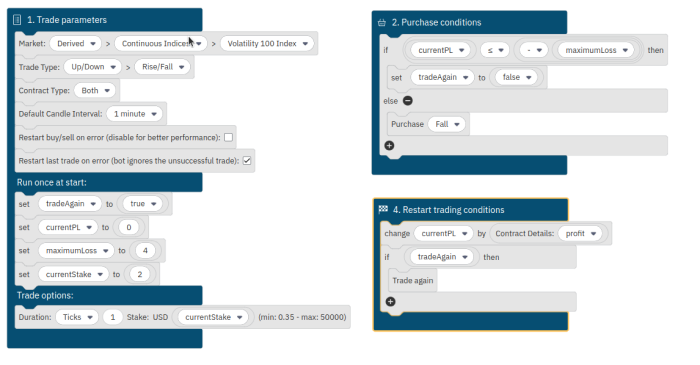 1. Trade parameters
Market: Derived > Continuous Indices > Volatility 100 Index
Trade Type: Up/Down > Rise/Fall
Contract Type: Both
Default Candle Interval: 1 minute
Restart buy/sell on error (disable for better performance):
Restart last trade on error (bot ignores the unsuccessful trade):
Run once at start:
set tradeAgain to true
set currentPL to 0
set maximumLoss to 4
set currentStake to 2
Trade options:
Duration: Ticks 1 Stake: USD currentStake (min: 0.35 - max: 50000)
2. Purchase conditions
if currentPL ≤ - maximumLoss then
set tradeAgain to false
else
Purchase Fall
4. Restart trading conditions
change currentPL by Contract Details: profit
if tradeAgain then
Trade again